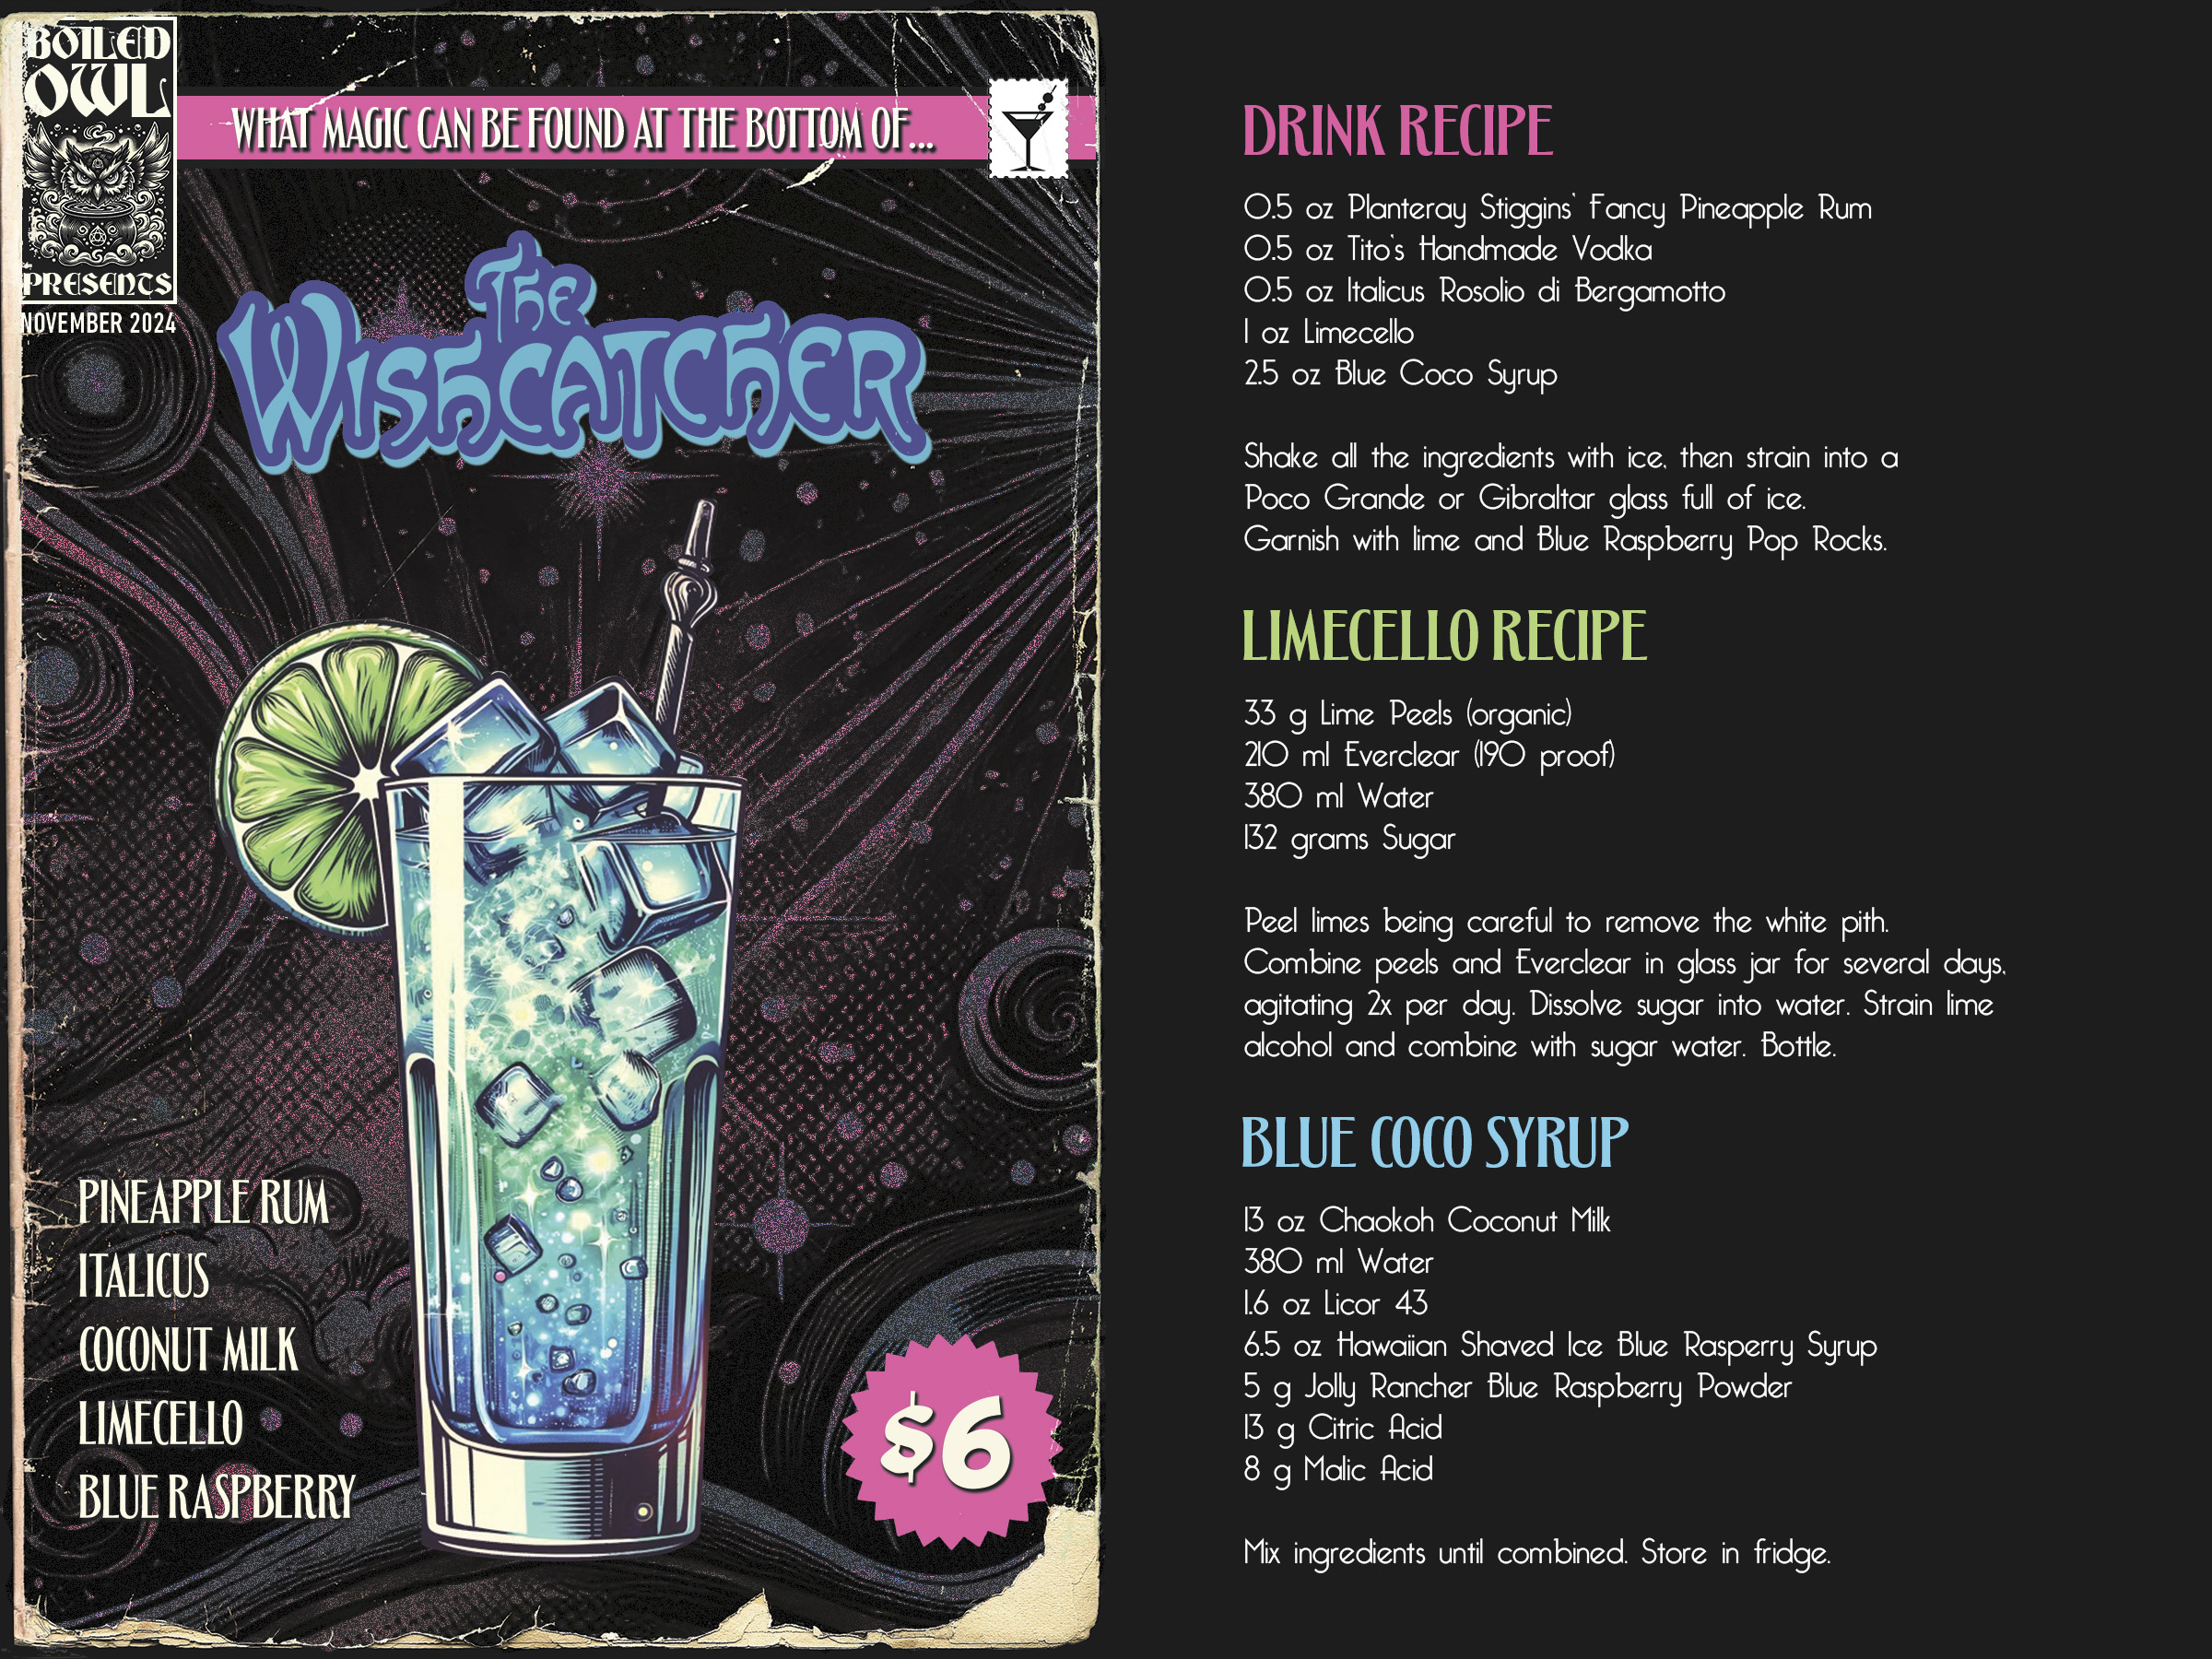 BOILED
OWL
PRESENTS
NOVEMBER 2024
WHAT MAGIC CAN BE FOUND AT THE BOTTOM OF...
The
Wishcatcher
PINEAPPLE RUM
ITALICUS
COCONUT MILK
LIMECELLO
BLUE RASPBERRY
$6
DRINK RECIPE
0.5 oz Planteray Stiggins' Fancy Pineapple Rum
0.5 oz Tito's Handmade Vodka
0.5 oz Italicus Rosolio di Bergamotto
1 oz Limecello
2.5 oz Blue Coco Syrup
Shake all the ingredients with ice, then strain into a
Poco Grande or Gibraltar glass full of ice.
Garnish with lime and Blue Raspberry Pop Rocks.
LIMECELLO RECIPE
33 g Lime Peels (organic)
210 ml Everclear (190 proof)
380 ml Water
132 grams Sugar
Peel limes being careful to remove the white pith.
Combine peels and Everclear in glass jar for several days,
agitating 2x per day. Dissolve sugar into water. Strain lime
alcohol and combine with sugar water. Bottle.
BLUE COCO SYRUP
13 oz Chaokoh Coconut Milk
380 ml Water
1.6 oz Licor 43
6.5 oz Hawaiian Shaved Ice Blue Rasperry Syrup
5 g Jolly Rancher Blue Raspberry Powder
13 g Citric Acid
8 g Malic Acid
Mix ingredients until combined. Store in fridge.